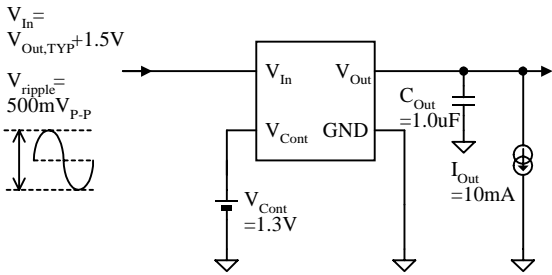 V_In=
V_Out,TYP+1.5V
V_ripple=
500mV_P-P
V_In
V_Out
V_Cont
GND
C_Out
=1.0uF
V_Cont
=1.3V
I_Out
=10mA